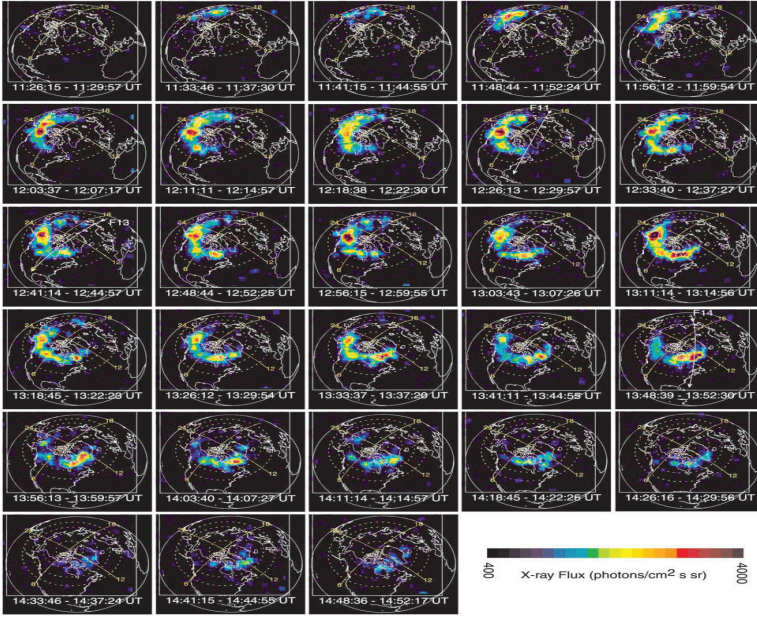 24 18
11:26:15 - 11:29:57 UT
11:33:46 - 11:37:30 UT
11:41:15 - 11:44:55 UT
11:48:44 - 11:52:24 UT
11:56:12 - 11:59:54 UT
12:03:37 - 12:07:17 UT
12:11:11 - 12:14:57 UT
12:18:38 - 12:22:30 UT
F11
12:26:13 - 12:29:57 UT
12:33:40 - 12:37:27 UT
F13
12:41:14 - 12:44:57 UT
12:48:44 - 12:52:25 UT
12:56:15 - 12:59:55 UT
13:03:43 - 13:07:26 UT
13:11:14 - 13:14:56 UT
13:18:45 - 13:22:23 UT
13:26:12 - 13:29:54 UT
13:33:37 - 13:37:20 UT
13:41:11 - 13:44:55 UT
F14
13:48:39 - 13:52:30 UT
13:56:13 - 13:59:57 UT
14:03:40 - 14:07:27 UT
14:11:14 - 14:14:57 UT
14:18:45 - 14:22:25 UT
14:26:16 - 14:29:56 UT
14:33:46 - 14:37:24 UT
14:41:15 - 14:44:55 UT
14:48:36 - 14:52:17 UT
400
X-ray Flux (photons/cm² s sr)
4000